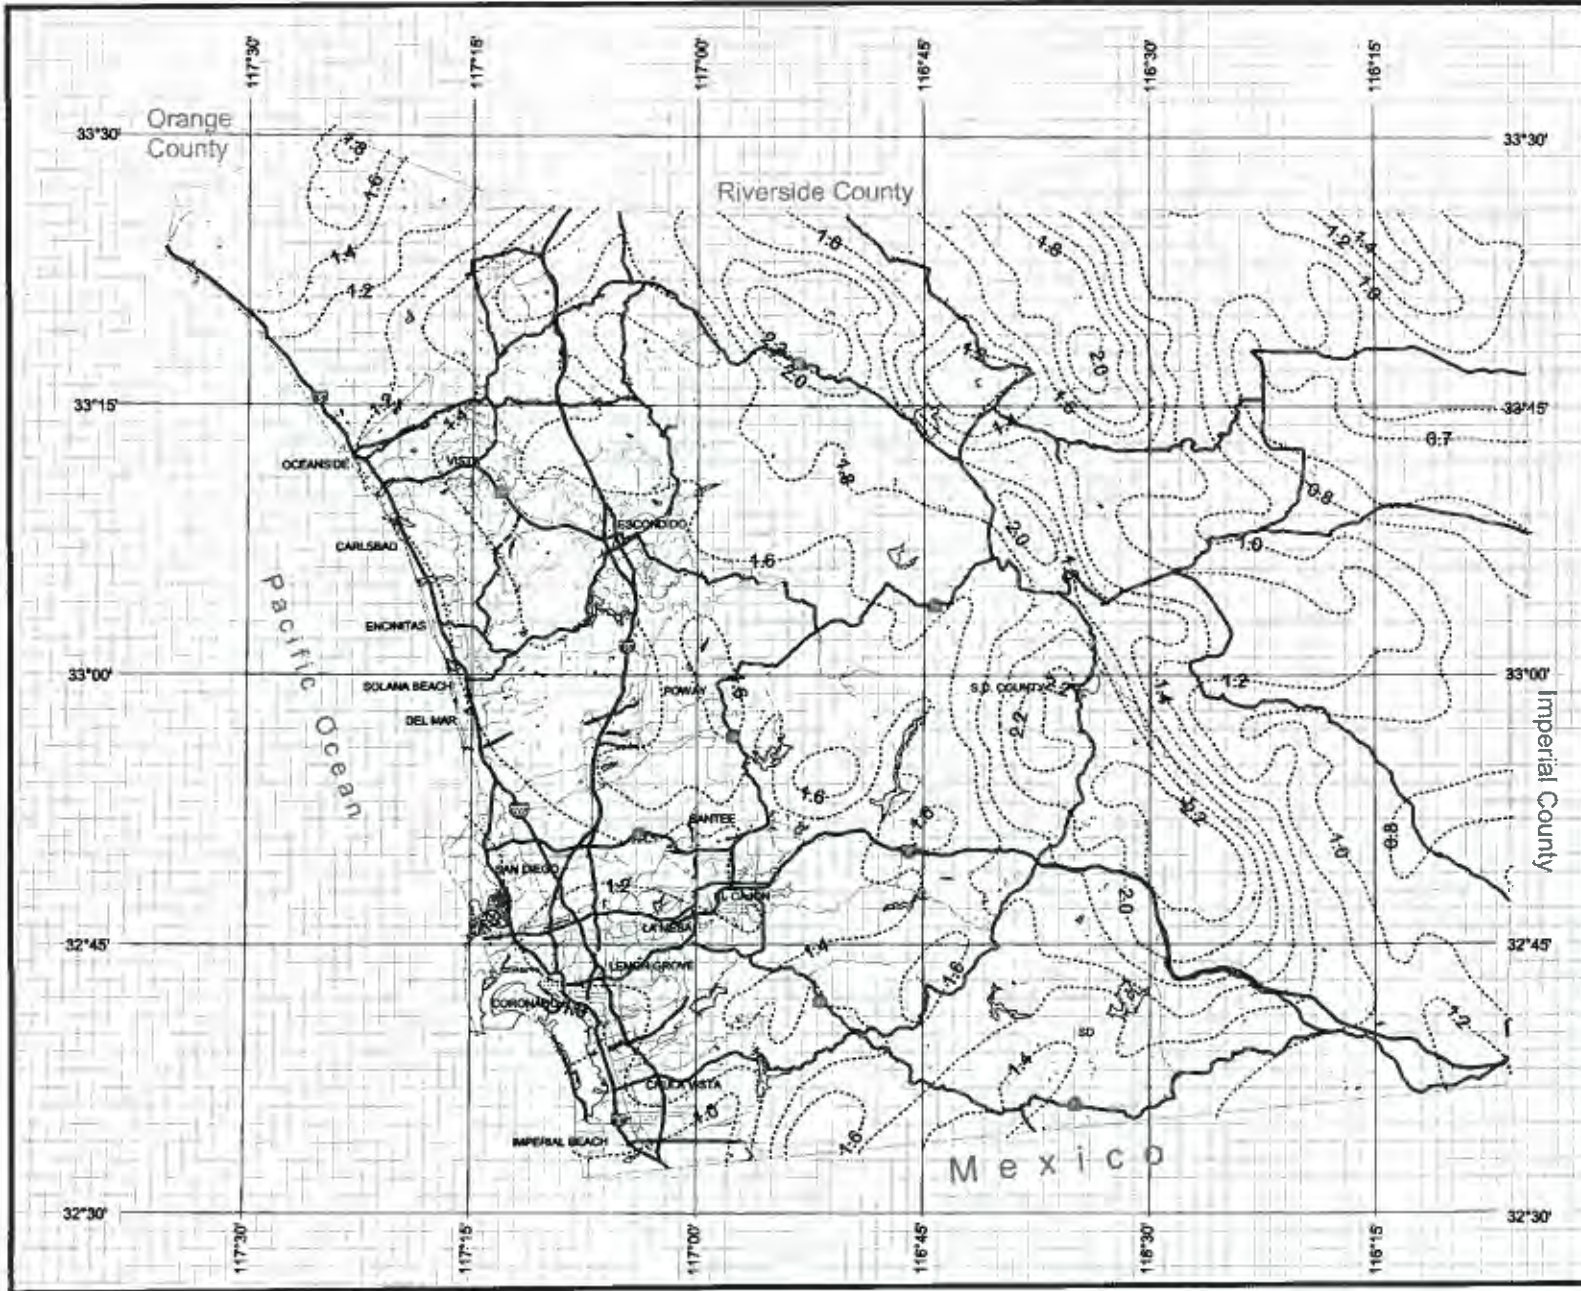 117°30'
117°15'
117°00'
116°45'
116°30'
116°15'
33°30'
Orange
County
1.8
1.6
Riverside County
33°30'
1.4
1.2
1.8
1.2
1.4
2.0
2.0
33°15'
1.2
1.4
33°45'
0.7
OCEANSIDE
VISTA
1.8
0.8
ESCONDIDO
2.0
CARLSBAD
1.6
1.0
Pacific Ocean
ENCINITAS
33°00'
SOLANA BEACH
POWAY
1.6
S.D. COUNTY
1.4
1.2
33°00'
DEL MAR
2.2
Imperial County
1.6
1.6
SANTEE
1.0
0.8
SAN DIEGO
1.2
EL CAJON
2.0
32°45'
LA MESA
1.4
1.6
32°45'
LEMON GROVE
CORONADO
1.2
SD
1.4
CHULA VISTA
1.0
IMPERIAL BEACH
1.6
Mexico
32°30'
32°30'
117°30'
117°15'
117°00'
116°45'
116°30'
116°15'